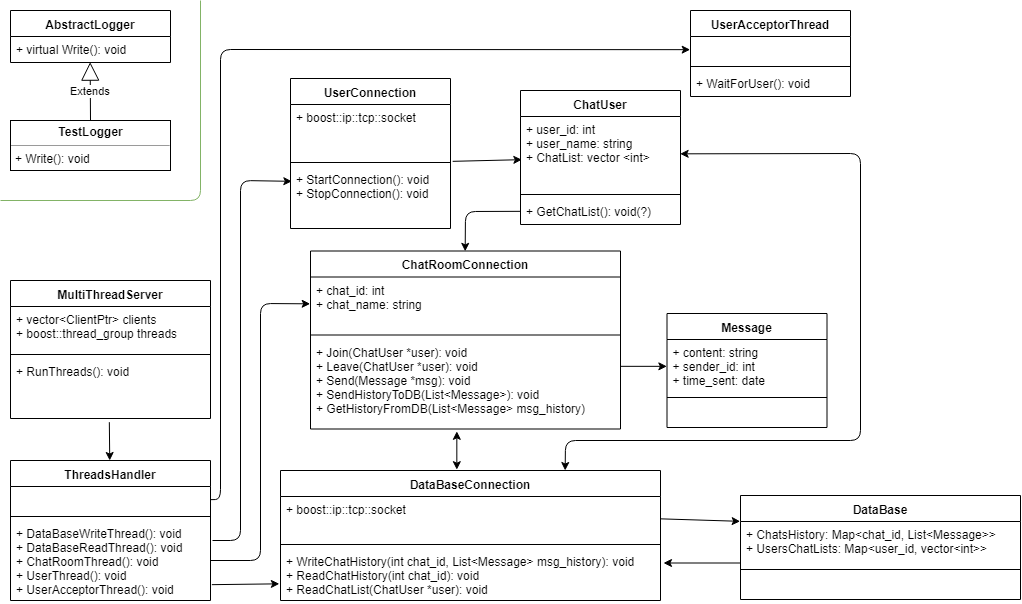 AbstractLogger
+ virtual Write(): void
Extends
TestLogger
+ Write(): void
UserAcceptorThread
+ WaitForUser(): void
UserConnection
+ boost::ip::tcp::socket
+ StartConnection(): void
+ StopConnection(): void
ChatUser
+ user_id: int
+ user_name: string
+ ChatList: vector <int>
+ GetChatList(): void(?)
ChatRoomConnection
+ chat_id: int
+ chat_name: string
+ Join(ChatUser *user): void
+ Leave(ChatUser *user): void
+ Send(Message *msg): void
+ SendHistoryToDB(List<Message>): void
+ GetHistoryFromDB(List<Message> msg_history)
MultiThreadServer
+ vector<ClientPtr> clients
+ boost::thread_group threads
+ RunThreads(): void
Message
+ content: string
+ sender_id: int
+ time_sent: date
ThreadsHandler
+ DataBaseWriteThread(): void
+ DataBaseReadThread(): void
+ ChatRoomThread(): void
+ UserThread(): void
+ UserAcceptorThread(): void
DataBaseConnection
+ boost::ip::tcp::socket
+ WriteChatHistory(int chat_id, List<Message> msg_history): void
+ ReadChatHistory(int chat_id): void
+ ReadChatList(ChatUser *user): void
DataBase
+ ChatsHistory: Map<chat_id, List<Message>>
+ UsersChatLists: Map<user_id, vector<int>>